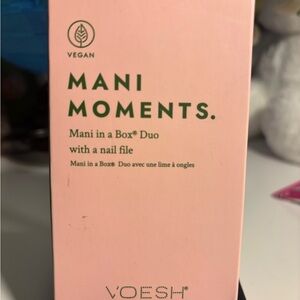 VEGAN
MANI
MOMENTS.
Mani in a Box® Duo
with a nail file
Mani in a Box® Duo avec une lime à ongles
VOESH®